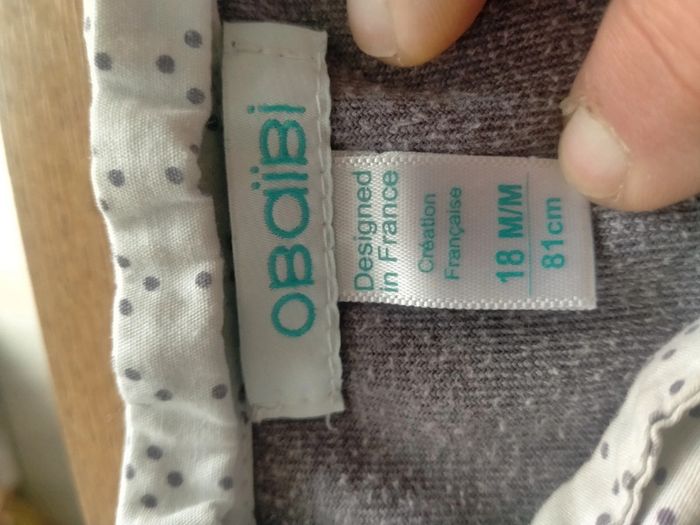 OBAÏBI
Designed
in France
Création
Française
18 M/M
81cm